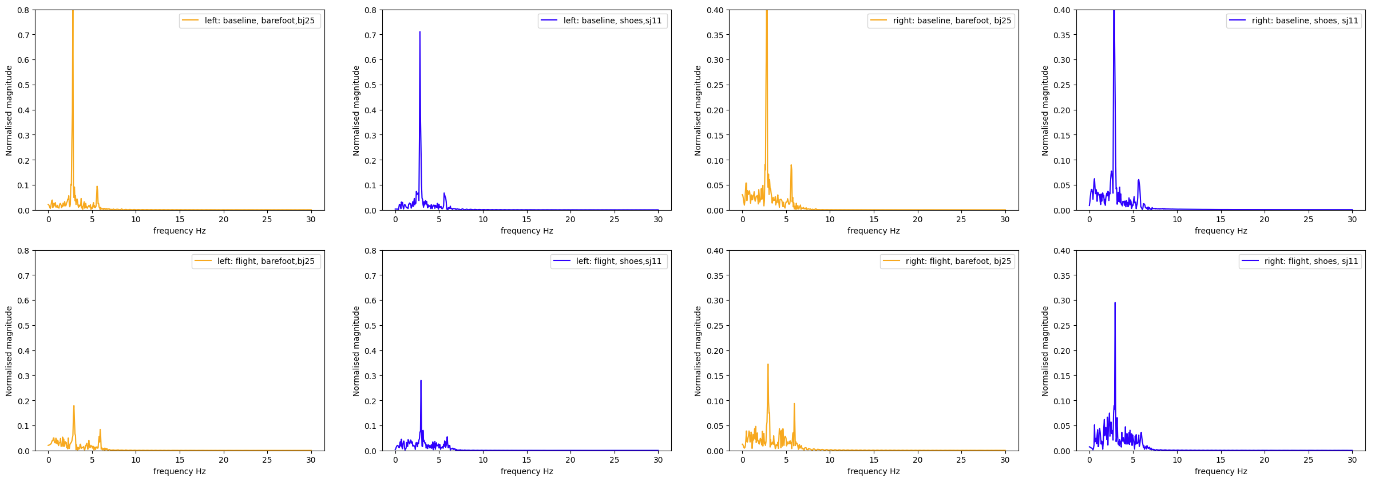 left: baseline, barefoot,bj25
0.8
0.7
0.6
0.5
0.4
0.3
0.2
0.1
0.0
Normalised magnitude
0 5 10 15 20 25 30
frequency Hz
left: baseline, shoes,sj11
0.8
0.7
0.6
0.5
0.4
0.3
0.2
0.1
0.0
Normalised magnitude
0 5 10 15 20 25 30
frequency Hz
right: baseline, barefoot, bj25
0.40
0.35
0.30
0.25
0.20
0.15
0.10
0.05
0.00
Normalised magnitude
0 5 10 15 20 25 30
frequency Hz
right: baseline, shoes, sj11
0.40
0.35
0.30
0.25
0.20
0.15
0.10
0.05
0.00
Normalised magnitude
0 5 10 15 20 25 30
frequency Hz
left: flight, barefoot,bj25
0.8
0.7
0.6
0.5
0.4
0.3
0.2
0.1
0.0
Normalised magnitude
0 5 10 15 20 25 30
frequency Hz
left: flight, shoes,sj11
0.8
0.7
0.6
0.5
0.4
0.3
0.2
0.1
0.0
Normalised magnitude
0 5 10 15 20 25 30
frequency Hz
right: flight, barefoot, bj25
0.40
0.35
0.30
0.25
0.20
0.15
0.10
0.05
0.00
Normalised magnitude
0 5 10 15 20 25 30
frequency Hz
right: flight, shoes, sj11
0.40
0.35
0.30
0.25
0.20
0.15
0.10
0.05
0.00
Normalised magnitude
0 5 10 15 20 25 30
frequency Hz